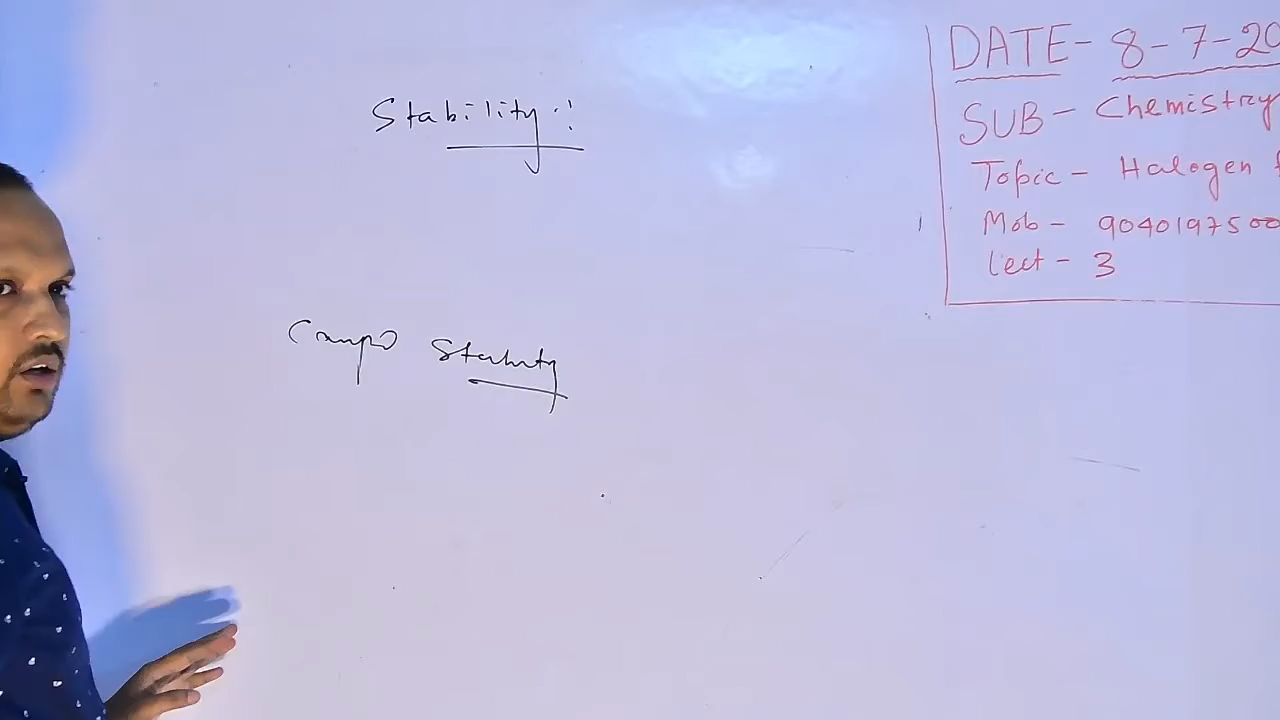 Stability :
Comp Stability
DATE - 8-7-20
SUB - Chemistry
Topic - Halogen
Mob - 9040197500
Lect - 3